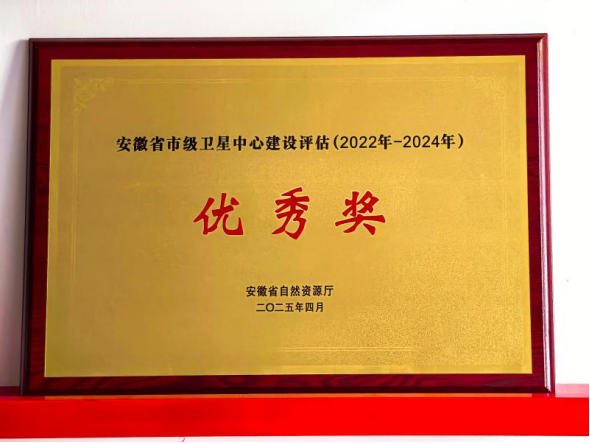 安徽省市级卫星中心建设评估(2022年-2024年)
优秀奖
安徽省自然资源厅
二〇二五年四月